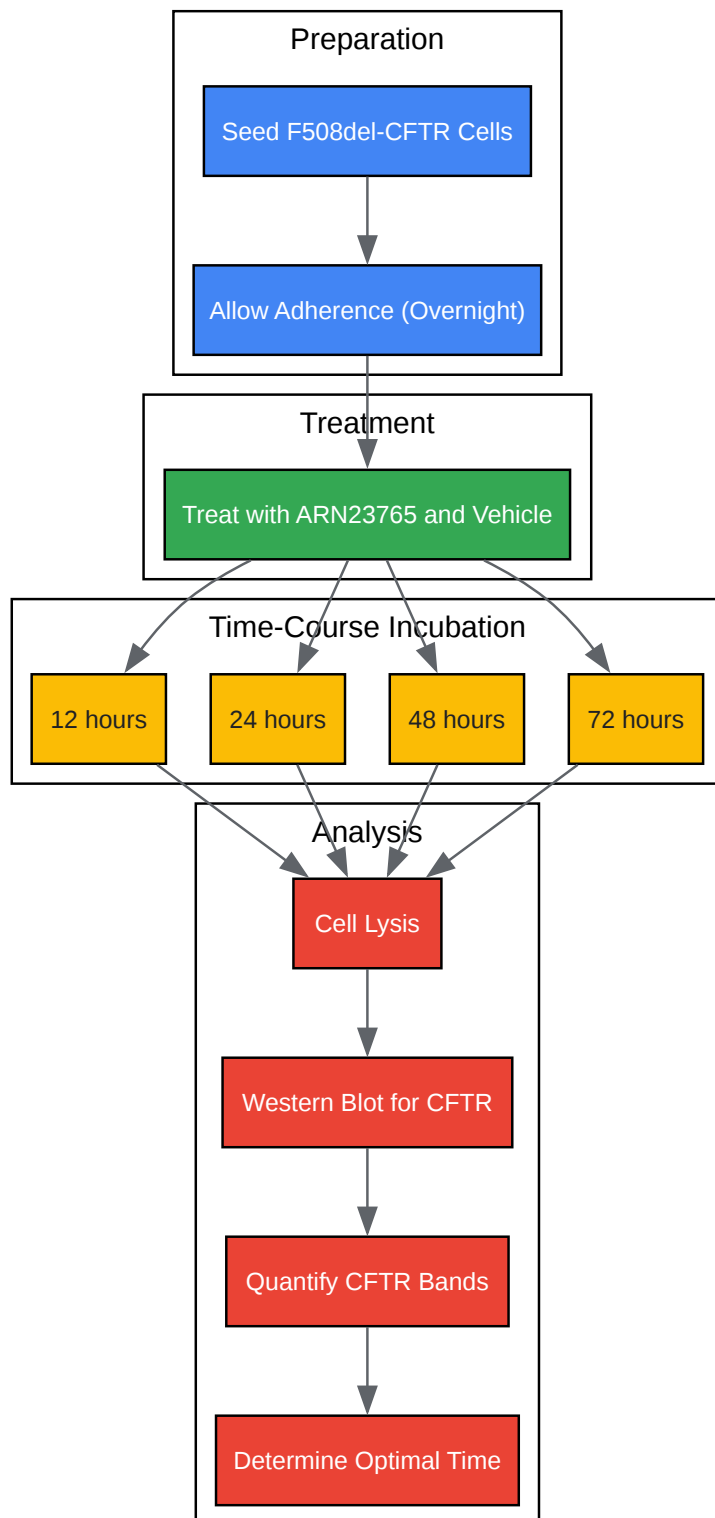 Preparation
Seed F508del-CFTR Cells
Allow Adherence (Overnight)
Treatment
Treat with ARN23765 and Vehicle
Time-Course Incubation
12 hours
24 hours
48 hours
72 hours
Analysis
Cell Lysis
Western Blot for CFTR
Quantify CFTR Bands
Determine Optimal Time